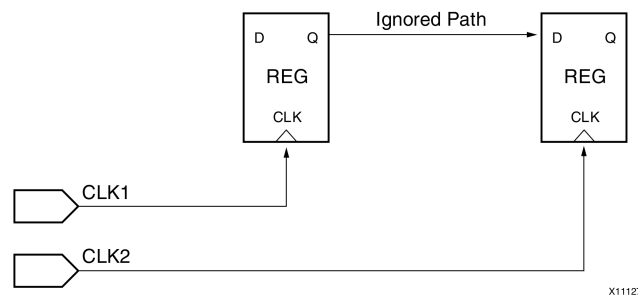 Ignored Path
D Q
REG
CLK
D Q
REG
CLK
CLK1
CLK2